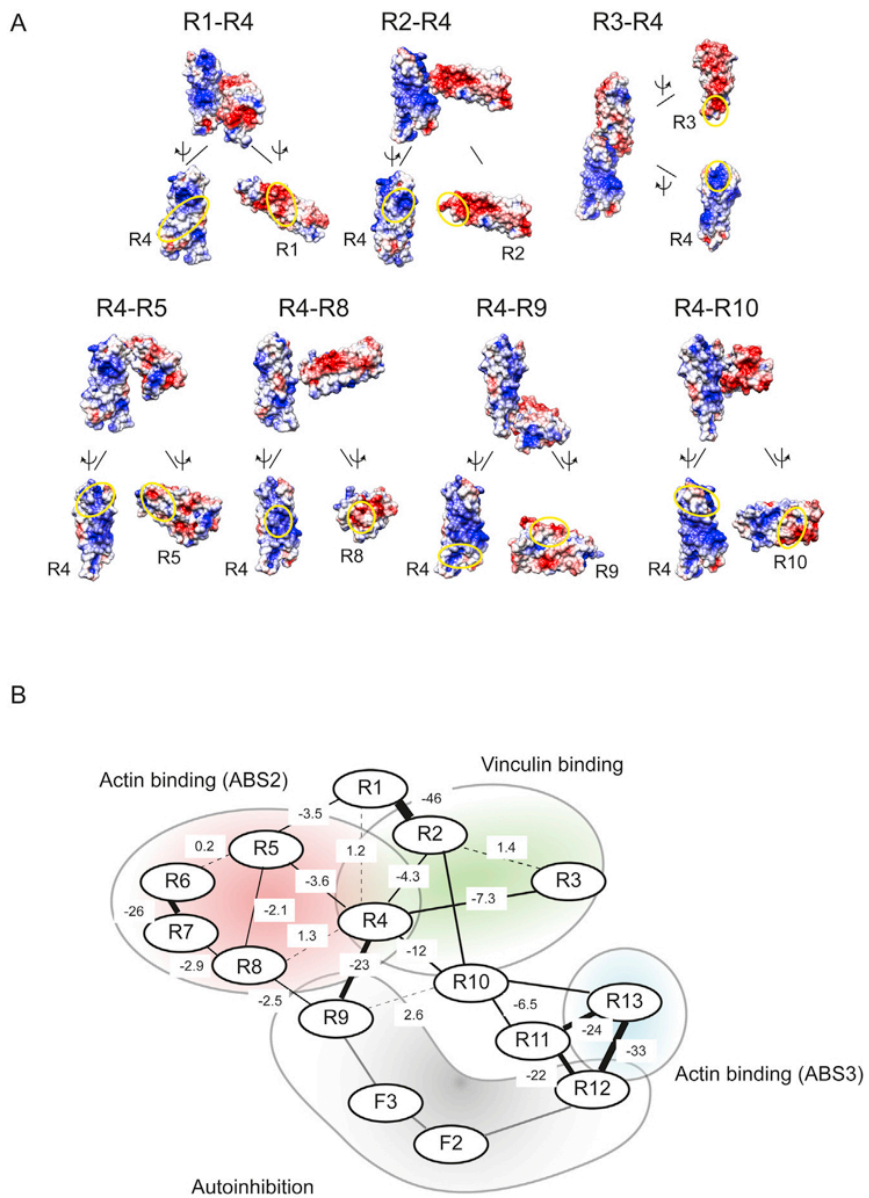 A
R1-R4
R2-R4
R3-R4
R3
R4
R1
R4
R2
R4
R4-R5
R4-R8
R4-R9
R4-R10
R4
R5
R4
R8
R4
R9
R4
R10
B
Actin binding (ABS2)
Vinculin binding
R1
-46
-3.5
R2
0.2
R5
1.2
1.4
R6
-4.3
R3
-3.6
-7.3
-26
-2.1
R4
R7
1.3
-12
-2.9
R8
-23
R10
-2.5
R13
R9
2.6
-6.5
-24
R11
-33
-22
Actin binding (ABS3)
R12
F3
F2
Autoinhibition